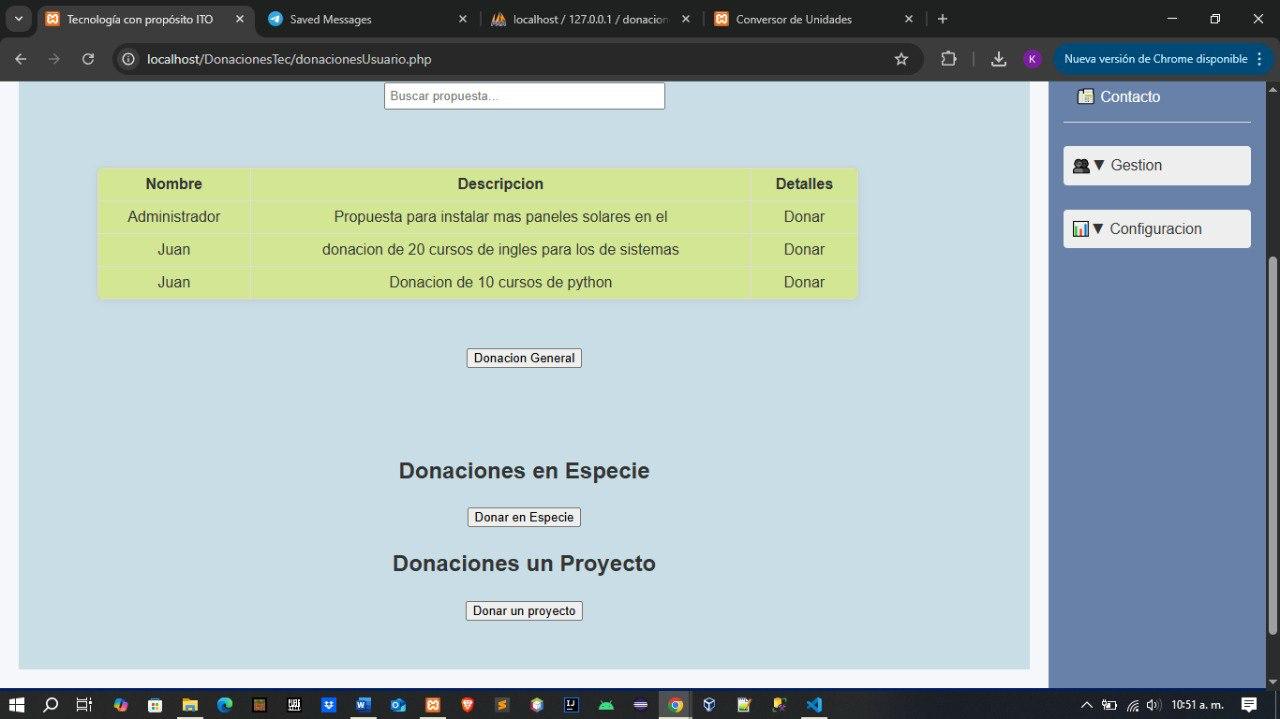 Tecnología con propósito ITO
Saved Messages
localhost / 127.0.0.1 / donacion
Conversor de Unidades
localhost/DonacionesTec/donacionesUsuario.php
K
Nueva versión de Chrome disponible
Buscar propuesta...
Contacto
Gestion
Configuracion
Nombre Descripcion Detalles
Administrador Propuesta para instalar mas paneles solares en el Donar
Juan donacion de 20 cursos de ingles para los de sistemas Donar
Juan Donacion de 10 cursos de python Donar
Donacion General
Donaciones en Especie
Donar en Especie
Donaciones un Proyecto
Donar un proyecto
10:51 a. m.